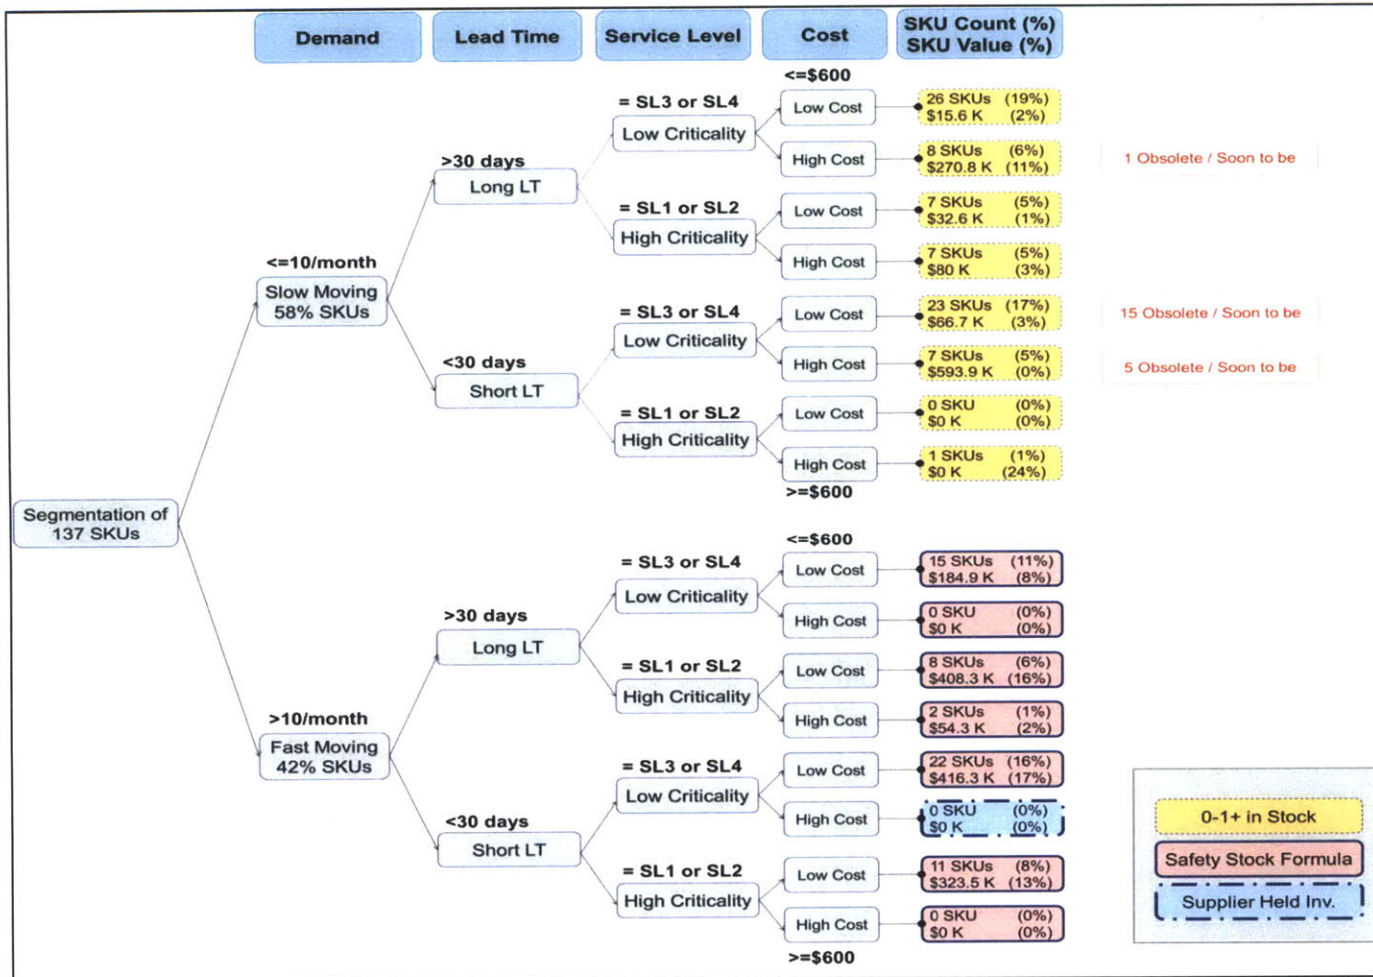 Demand
Lead Time
Service Level
Cost
SKU Count (%)
SKU Value (%)
<=$600
= SL3 or SL4
Low Criticality
Low Cost
26 SKUs (19%)
$15.6 K (2%)
High Cost
8 SKUs (6%)
$270.8 K (11%)
1 Obsolete / Soon to be
>30 days
Long LT
= SL1 or SL2
High Criticality
Low Cost
7 SKUs (5%)
$32.6 K (1%)
High Cost
7 SKUs (5%)
$80 K (3%)
<=10/month
Slow Moving
58% SKUs
= SL3 or SL4
Low Criticality
Low Cost
23 SKUs (17%)
$66.7 K (3%)
15 Obsolete / Soon to be
High Cost
7 SKUs (5%)
$593.9 K (0%)
5 Obsolete / Soon to be
<30 days
Short LT
= SL1 or SL2
High Criticality
Low Cost
0 SKU (0%)
$0 K (0%)
High Cost
1 SKUs (1%)
$0 K (24%)
>=$600
Segmentation of
137 SKUs
<=$600
= SL3 or SL4
Low Criticality
Low Cost
15 SKUs (11%)
$184.9 K (8%)
High Cost
0 SKU (0%)
$0 K (0%)
>30 days
Long LT
= SL1 or SL2
High Criticality
Low Cost
8 SKUs (6%)
$408.3 K (16%)
High Cost
2 SKUs (1%)
$54.3 K (2%)
>10/month
Fast Moving
42% SKUs
= SL3 or SL4
Low Criticality
Low Cost
22 SKUs (16%)
$416.3 K (17%)
High Cost
0 SKU (0%)
$0 K (0%)
<30 days
Short LT
= SL1 or SL2
High Criticality
Low Cost
11 SKUs (8%)
$323.5 K (13%)
High Cost
0 SKU (0%)
$0 K (0%)
>=$600
0-1+ in Stock
Safety Stock Formula
Supplier Held Inv.